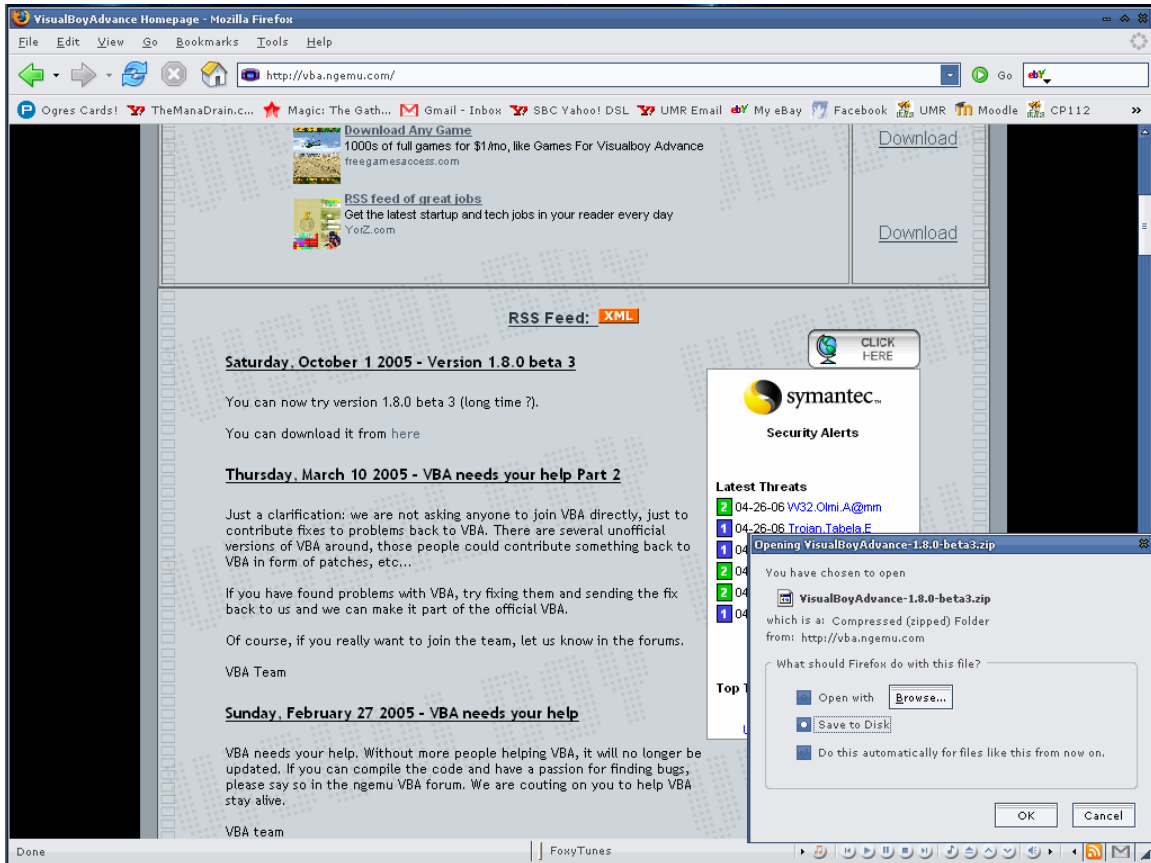 VisualBoyAdvance Homepage - Mozilla Firefox
File Edit View Go Bookmarks Tools Help
http://vba.ngemu.com/
Go
ebY
Ogres Cards! TheManaDrain.c... Magic: The Gath... Gmail - Inbox SBC Yahoo! DSL UMR Email My eBay Facebook UMR Moodle CP112 »
Download Any Game
1000s of full games for $1/mo, like Games For Visualboy Advance
freegamesaccess.com
Download
RSS feed of great jobs
Get the latest startup and tech jobs in your reader every day
YorZ.com
Download
RSS Feed: XML
CLICK HERE
Saturday, October 1 2005 - Version 1.8.0 beta 3
You can now try version 1.8.0 beta 3 (long time ?).
You can download it from here
Thursday, March 10 2005 - VBA needs your help Part 2
Just a clarification: we are not asking anyone to join VBA directly, just to
contribute fixes to problems back to VBA. There are several unofficial
versions of VBA around, those people could contribute something back to
VBA in form of patches, etc...
If you have found problems with VBA, try fixing them and sending the fix
back to us and we can make it part of the official VBA.
Of course, if you really want to join the team, let us know in the forums.
VBA Team
Sunday, February 27 2005 - VBA needs your help
VBA needs your help. Without more people helping VBA, it will no longer be
updated. If you can compile the code and have a passion for finding bugs,
please say so in the ngemu VBA forum. We are couting on you to help VBA
stay alive.
VBA team
symantec™
Security Alerts
Latest Threats
2 04-26-06 W32.Olmi.A@mm
1 04-26-06 Trojan.Tabela.E
1 04
2 04
2 04
1 04
Top T
Opening VisualBoyAdvance-1.8.0-beta3.zip
You have chosen to open
VisualBoyAdvance-1.8.0-beta3.zip
which is a: Compressed (zipped) Folder
from: http://vba.ngemu.com
What should Firefox do with this file?
Open with Browse...
Save to Disk
Do this automatically for files like this from now on.
OK Cancel
Done
FoxyTunes